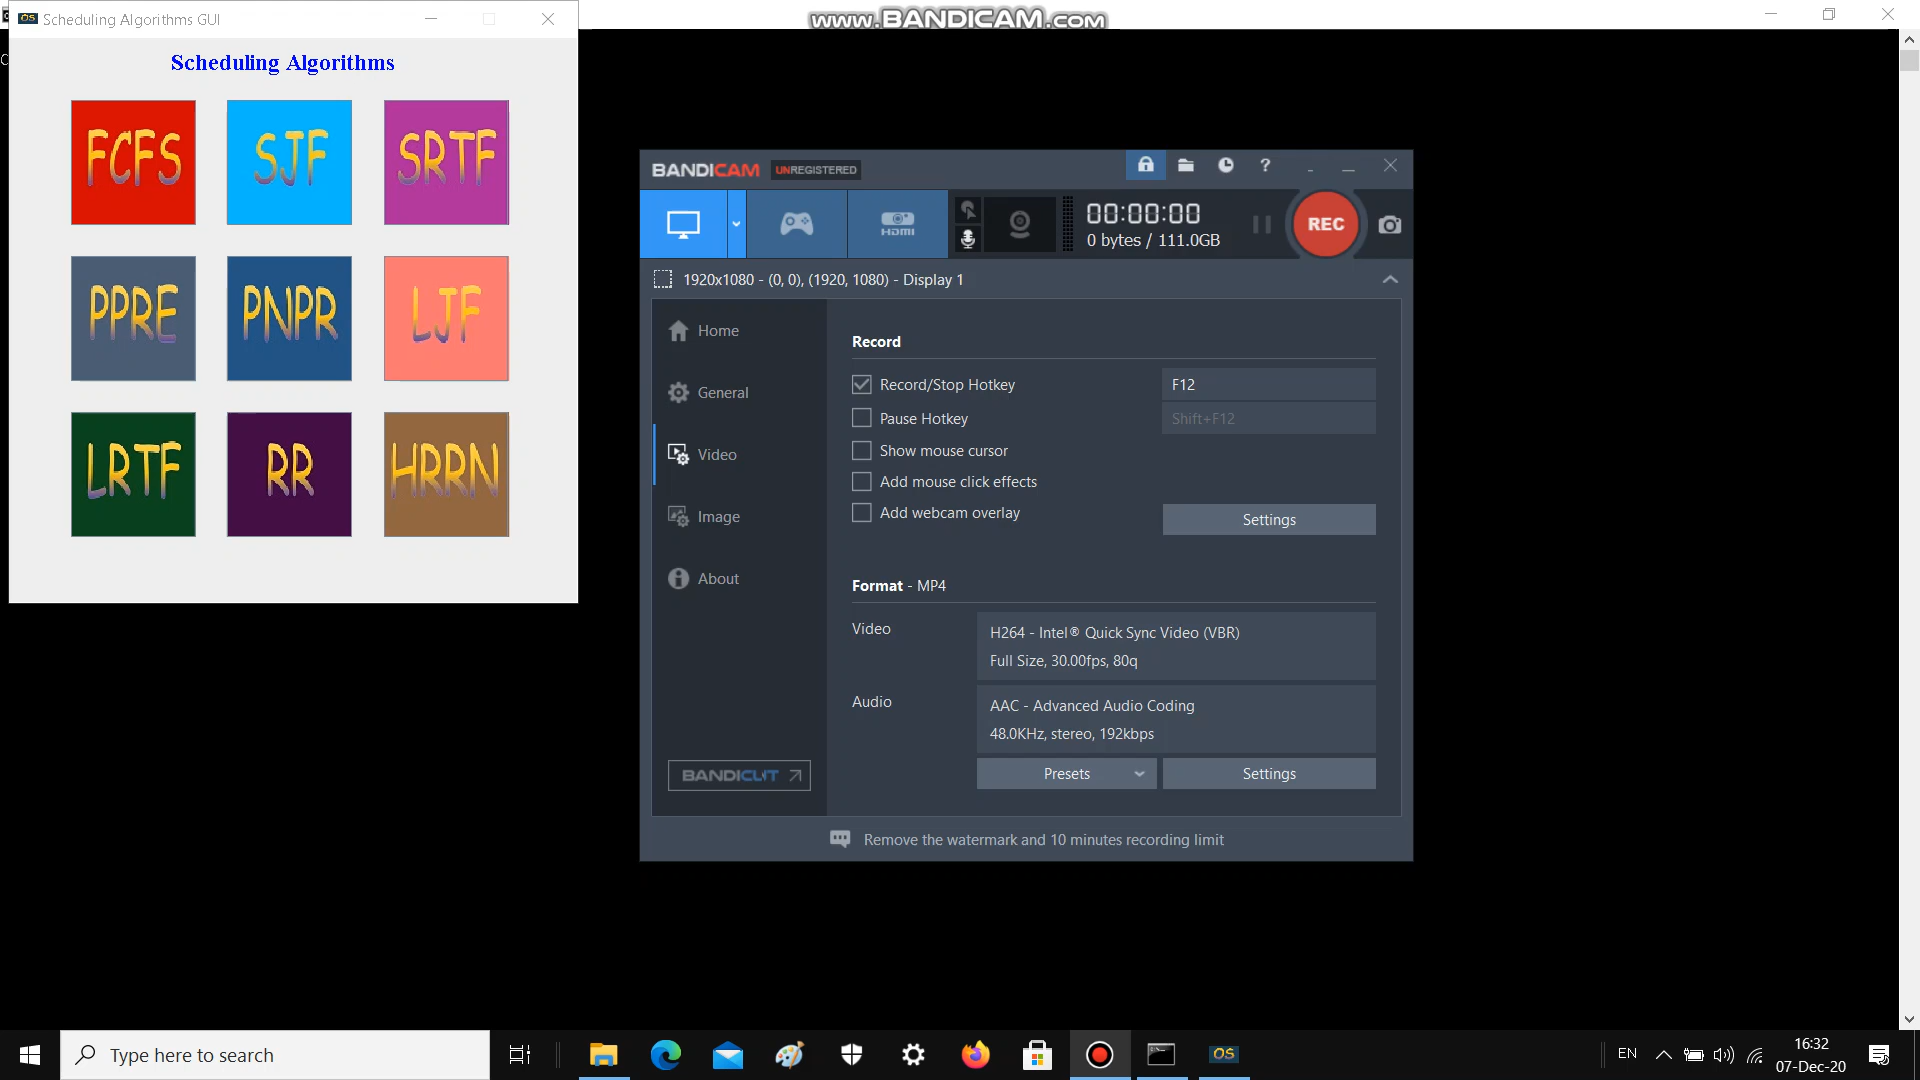 OS Scheduling Algorithms GUI
www.BANDICAM.com
Scheduling Algorithms
FCFS SJF SRTF
PPRE PNPR LJF
LRTF RR HRRN
BANDICAM UNREGISTERED
?
HDMI
00:00:00
0 bytes / 111.0GB
REC
1920x1080 - (0, 0), (1920, 1080) - Display 1
Home
General
Video
Image
About
BANDICUT
Record
Record/Stop Hotkey F12
Pause Hotkey Shift+F12
Show mouse cursor
Add mouse click effects
Add webcam overlay
Settings
Format - MP4
Video
H264 - Intel® Quick Sync Video (VBR)
Full Size, 30.00fps, 80q
Audio
AAC - Advanced Audio Coding
48.0KHz, stereo, 192kbps
Presets Settings
Remove the watermark and 10 minutes recording limit
Type here to search
OS
EN
16:32
07-Dec-20